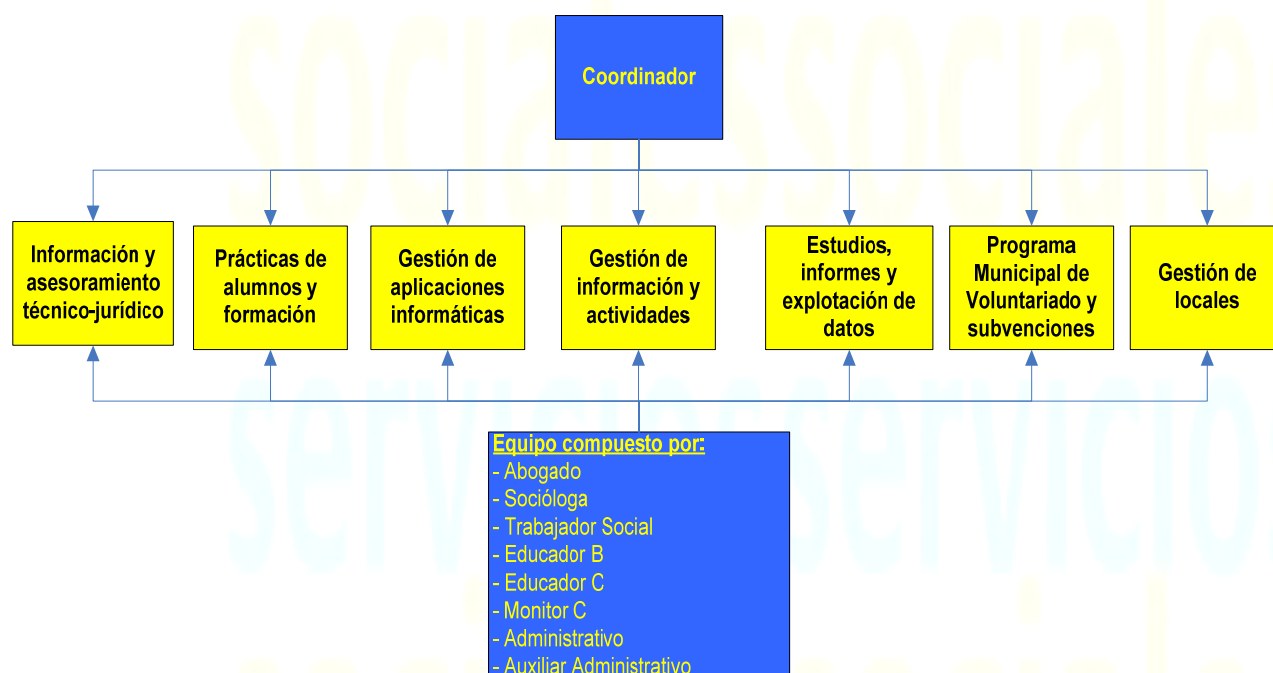 Coordinador
Información y
asesoramiento
técnico-jurídico
Prácticas de
alumnos y
formación
Gestión de
aplicaciones
informáticas
Gestión de
información y
actividades
Estudios,
informes y
explotación de
datos
Programa
Municipal de
Voluntariado y
subvenciones
Gestión de
locales
Equipo compuesto por:
- Abogado
- Socióloga
- Trabajador Social
- Educador B
- Educador C
- Monitor C
- Administrativo
- Auxiliar Administrativo